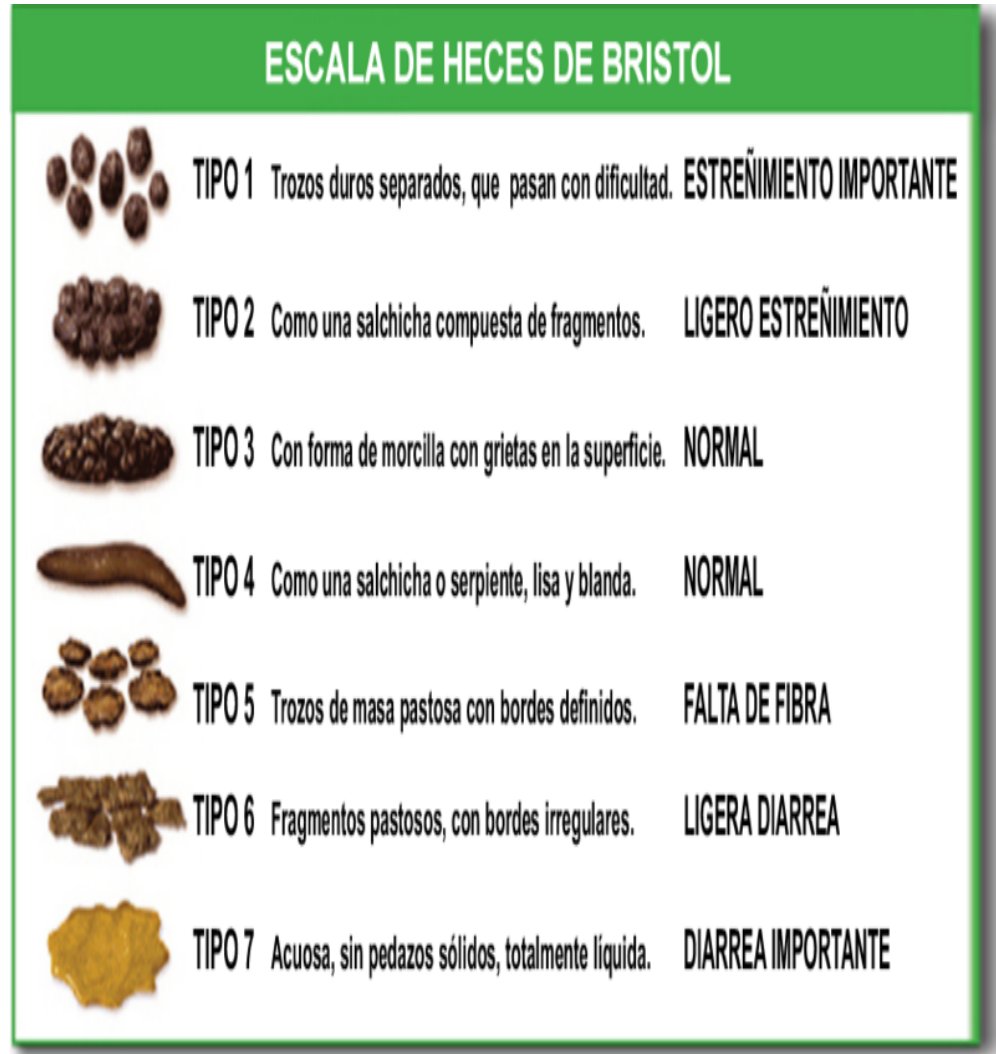 ESCALA DE HECES DE BRISTOL
TIPO 1 Trozos duros separados, que pasan con dificultad. ESTREÑIMIENTO IMPORTANTE
TIPO 2 Como una salchicha compuesta de fragmentos. LIGERO ESTREÑIMIENTO
TIPO 3 Con forma de morcilla con grietas en la superficie. NORMAL
TIPO 4 Como una salchicha o serpiente, lisa y blanda. NORMAL
TIPO 5 Trozos de masa pastosa con bordes definidos. FALTA DE FIBRA
TIPO 6 Fragmentos pastosos, con bordes irregulares. LIGERA DIARREA
TIPO 7 Acuosa, sin pedazos sólidos, totalmente líquida. DIARREA IMPORTANTE